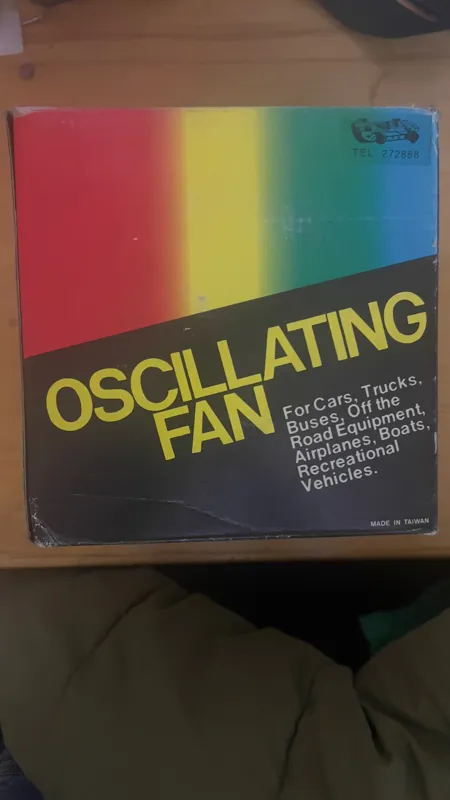 TEL 272888
OSCILLATING
FAN
For Cars, Trucks,
Buses, Off the
Road Equipment,
Airplanes, Boats,
Recreational
Vehicles.
MADE IN TAIWAN